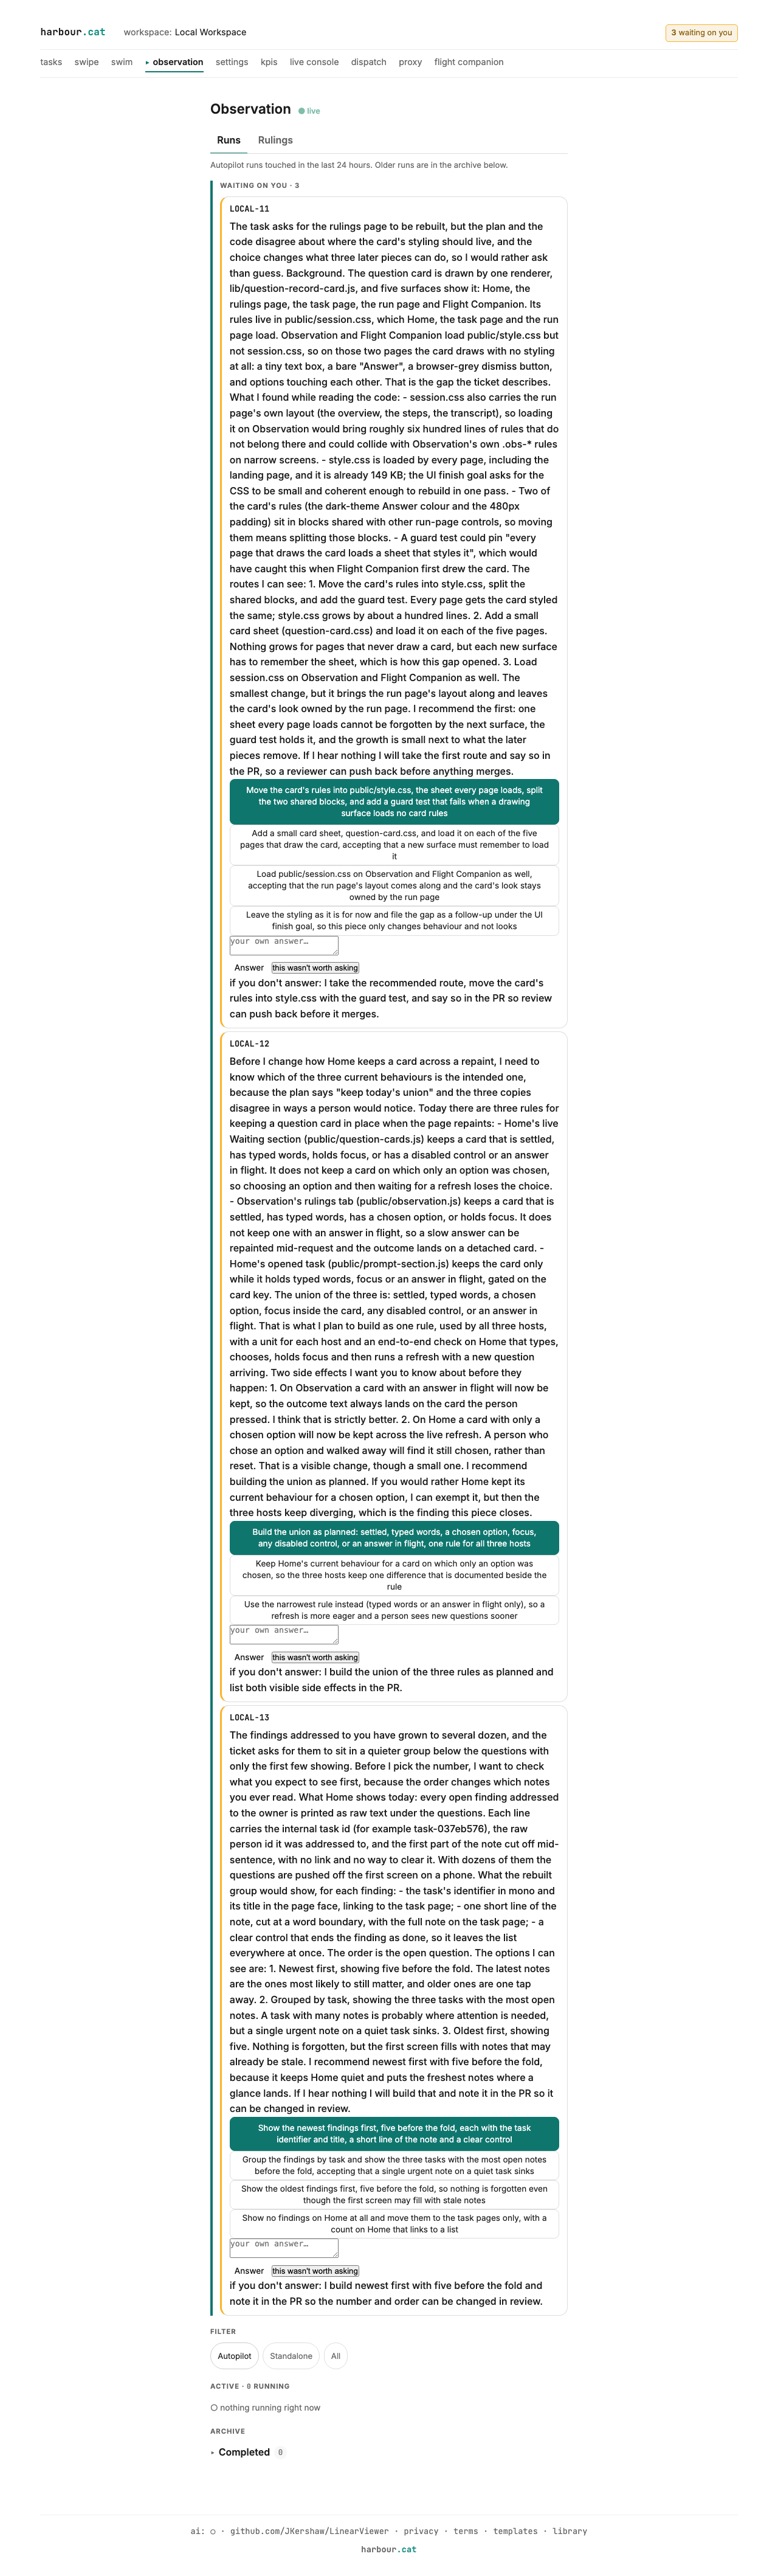 harbour.cat
workspace: Local Workspace
3 waiting on you
tasks swipe swim ▸ observation settings kpis live console dispatch proxy flight companion
Observation
live
Runs Rulings
Autopilot runs touched in the last 24 hours. Older runs are in the archive below.
WAITING ON YOU · 3
LOCAL-11
The task asks for the rulings page to be rebuilt, but the plan and the
code disagree about where the card's styling should live, and the
choice changes what three later pieces can do, so I would rather ask
than guess. Background. The question card is drawn by one renderer,
lib/question-record-card.js, and five surfaces show it: Home, the
rulings page, the task page, the run page and Flight Companion. Its
rules live in public/session.css, which Home, the task page and the run
page load. Observation and Flight Companion load public/style.css but
not session.css, so on those two pages the card draws with no styling
at all: a tiny text box, a bare "Answer", a browser-grey dismiss button,
and options touching each other. That is the gap the ticket describes.
What I found while reading the code: - session.css also carries the run
page's own layout (the overview, the steps, the transcript), so loading
it on Observation would bring roughly six hundred lines of rules that do
not belong there and could collide with Observation's own .obs-* rules
on narrow screens. - style.css is loaded by every page, including the
landing page, and it is already 149 KB; the UI finish goal asks for the
CSS to be small and coherent enough to rebuild in one pass. - Two of
the card's rules (the dark-theme Answer colour and the 480px
padding) sit in blocks shared with other run-page controls, so moving
them means splitting those blocks. - A guard test could pin "every
page that draws the card loads a sheet that styles it", which would
have caught this when Flight Companion first drew the card. The
routes I can see: 1. Move the card's rules into style.css, split the
shared blocks, and add the guard test. Every page gets the card styled
the same; style.css grows by about a hundred lines. 2. Add a small
card sheet (question-card.css) and load it on each of the five pages.
Nothing grows for pages that never draw a card, but each new surface
has to remember the sheet, which is how this gap opened. 3. Load
session.css on Observation and Flight Companion as well. The
smallest change, but it brings the run page's layout along and leaves
the card's look owned by the run page. I recommend the first: one
sheet every page loads cannot be forgotten by the next surface, the
guard test holds it, and the growth is small next to what the later
pieces remove. If I hear nothing I will take the first route and say so in
the PR, so a reviewer can push back before anything merges.
Move the card's rules into public/style.css, the sheet every page loads, split
the two shared blocks, and add a guard test that fails when a drawing
surface loads no card rules
Add a small card sheet, question-card.css, and load it on each of the five
pages that draw the card, accepting that a new surface must remember to load
it
Load public/session.css on Observation and Flight Companion as well,
accepting that the run page's layout comes along and the card's look stays
owned by the run page
Leave the styling as it is for now and file the gap as a follow-up under the UI
finish goal, so this piece only changes behaviour and not looks
your own answer…
Answer this wasn't worth asking
if you don't answer: I take the recommended route, move the card's
rules into style.css with the guard test, and say so in the PR so review
can push back before it merges.
LOCAL-12
Before I change how Home keeps a card across a repaint, I need to
know which of the three current behaviours is the intended one,
because the plan says "keep today's union" and the three copies
disagree in ways a person would notice. Today there are three rules for
keeping a question card in place when the page repaints: - Home's live
Waiting section (public/question-cards.js) keeps a card that is settled,
has typed words, holds focus, or has a disabled control or an answer
in flight. It does not keep a card on which only an option was chosen,
so choosing an option and then waiting for a refresh loses the choice.
- Observation's rulings tab (public/observation.js) keeps a card that is
settled, has typed words, has a chosen option, or holds focus. It does
not keep one with an answer in flight, so a slow answer can be
repainted mid-request and the outcome lands on a detached card. -
Home's opened task (public/prompt-section.js) keeps the card only
while it holds typed words, focus or an answer in flight, gated on the
card key. The union of the three is: settled, typed words, a chosen
option, focus inside the card, any disabled control, or an answer in
flight. That is what I plan to build as one rule, used by all three hosts,
with a unit for each host and an end-to-end check on Home that types,
chooses, holds focus and then runs a refresh with a new question
arriving. Two side effects I want you to know about before they
happen: 1. On Observation a card with an answer in flight will now be
kept, so the outcome text always lands on the card the person
pressed. I think that is strictly better. 2. On Home a card with only a
chosen option will now be kept across the live refresh. A person who
chose an option and walked away will find it still chosen, rather than
reset. That is a visible change, though a small one. I recommend
building the union as planned. If you would rather Home kept its
current behaviour for a chosen option, I can exempt it, but then the
three hosts keep diverging, which is the finding this piece closes.
Build the union as planned: settled, typed words, a chosen option, focus,
any disabled control, or an answer in flight, one rule for all three hosts
Keep Home's current behaviour for a card on which only an option was
chosen, so the three hosts keep one difference that is documented beside the
rule
Use the narrowest rule instead (typed words or an answer in flight only), so a
refresh is more eager and a person sees new questions sooner
your own answer…
Answer this wasn't worth asking
if you don't answer: I build the union of the three rules as planned and
list both visible side effects in the PR.
LOCAL-13
The findings addressed to you have grown to several dozen, and the
ticket asks for them to sit in a quieter group below the questions with
only the first few showing. Before I pick the number, I want to check
what you expect to see first, because the order changes which notes
you ever read. What Home shows today: every open finding addressed
to the owner is printed as raw text under the questions. Each line
carries the internal task id (for example task-037eb576), the raw
person id it was addressed to, and the first part of the note cut off mid-
sentence, with no link and no way to clear it. With dozens of them the
questions are pushed off the first screen on a phone. What the rebuilt
group would show, for each finding: - the task's identifier in mono and
its title in the page face, linking to the task page; - one short line of the
note, cut at a word boundary, with the full note on the task page; - a
clear control that ends the finding as done, so it leaves the list
everywhere at once. The order is the open question. The options I can
see are: 1. Newest first, showing five before the fold. The latest notes
are the ones most likely to still matter, and older ones are one tap
away. 2. Grouped by task, showing the three tasks with the most open
notes. A task with many notes is probably where attention is needed,
but a single urgent note on a quiet task sinks. 3. Oldest first, showing
five. Nothing is forgotten, but the first screen fills with notes that may
already be stale. I recommend newest first with five before the fold,
because it keeps Home quiet and puts the freshest notes where a
glance lands. If I hear nothing I will build that and note it in the PR so it
can be changed in review.
Show the newest findings first, five before the fold, each with the task
identifier and title, a short line of the note and a clear control
Group the findings by task and show the three tasks with the most open notes
before the fold, accepting that a single urgent note on a quiet task sinks
Show the oldest findings first, five before the fold, so nothing is forgotten even
though the first screen may fill with stale notes
Show no findings on Home at all and move them to the task pages only, with a
count on Home that links to a list
your own answer…
Answer this wasn't worth asking
if you don't answer: I build newest first with five before the fold and
note it in the PR so the number and order can be changed in review.
FILTER
Autopilot Standalone All
ACTIVE · 0 RUNNING
nothing running right now
ARCHIVE
▸ Completed 0
ai: ○ · github.com/JKershaw/LinearViewer · privacy · terms · templates · library
harbour.cat